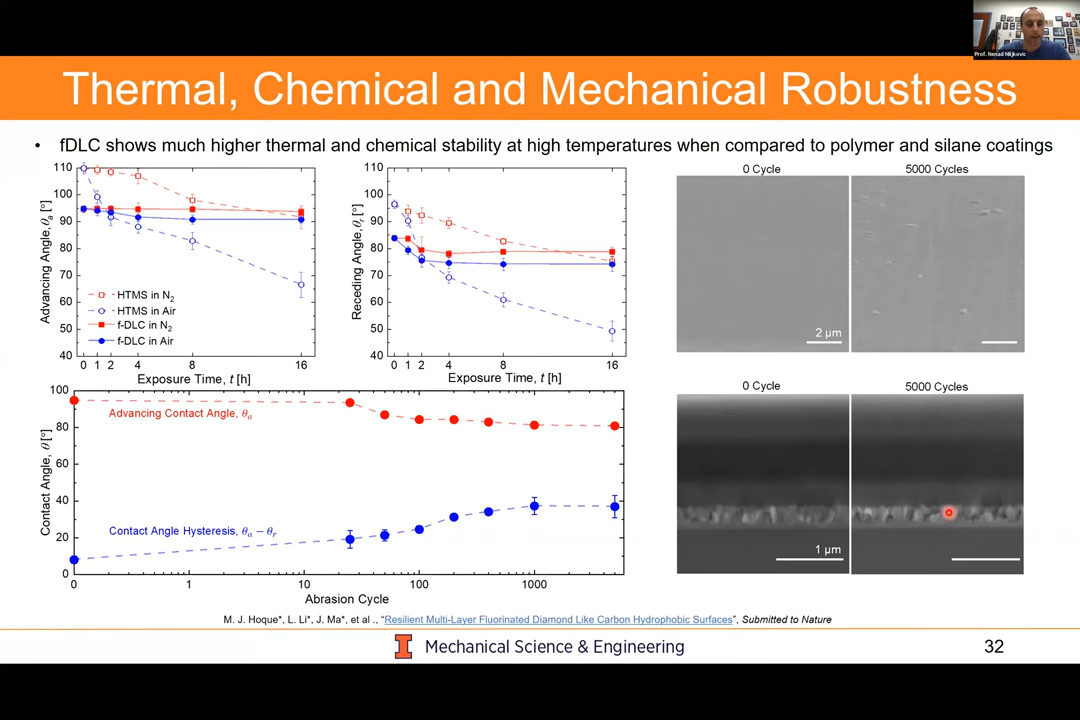 Prof. Nenad Miljkovic
Thermal, Chemical and Mechanical Robustness
• fDLC shows much higher thermal and chemical stability at high temperatures when compared to polymer and silane coatings
110
100
90
80
70
60
50
40
Advancing Angle, θa [°]
HTMS in N2
HTMS in Air
f-DLC in N2
f-DLC in Air
0 1 2 4 8 16
Exposure Time, t [h]
110
100
90
80
70
60
50
40
Receding Angle, θr [°]
0 1 2 4 8 16
Exposure Time, t [h]
0 Cycle
5000 Cycles
2 µm
100
80
60
40
20
0
Contact Angle, θ [°]
Advancing Contact Angle, θa
Contact Angle Hysteresis, θa – θr
0 1 10 100 1000
Abrasion Cycle
0 Cycle
5000 Cycles
1 µm
M. J. Hoque*, L. Li*, J. Ma*, et al ., “Resilient Multi-Layer Fluorinated Diamond Like Carbon Hydrophobic Surfaces”, Submitted to Nature
I Mechanical Science & Engineering
32